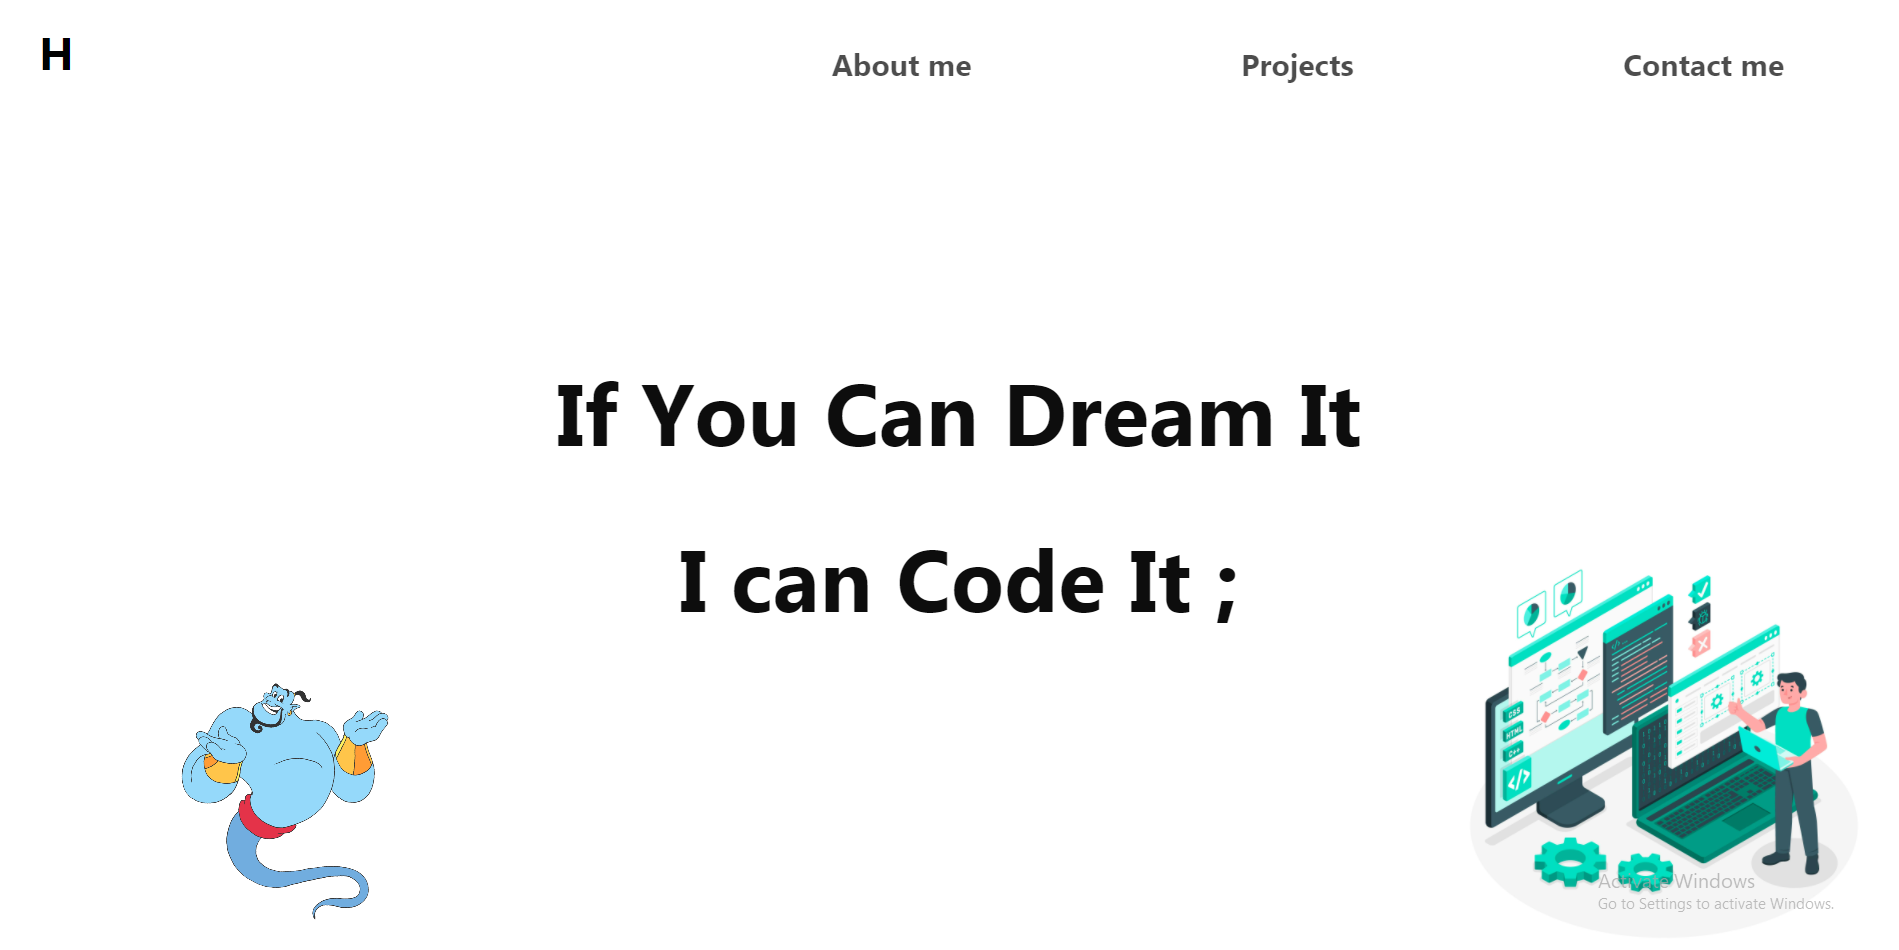 H
About me
Projects
Contact me
If You Can Dream It
I can Code It ;
CSS
HTML
C++
</>
Activate Windows
Go to Settings to activate Windows.